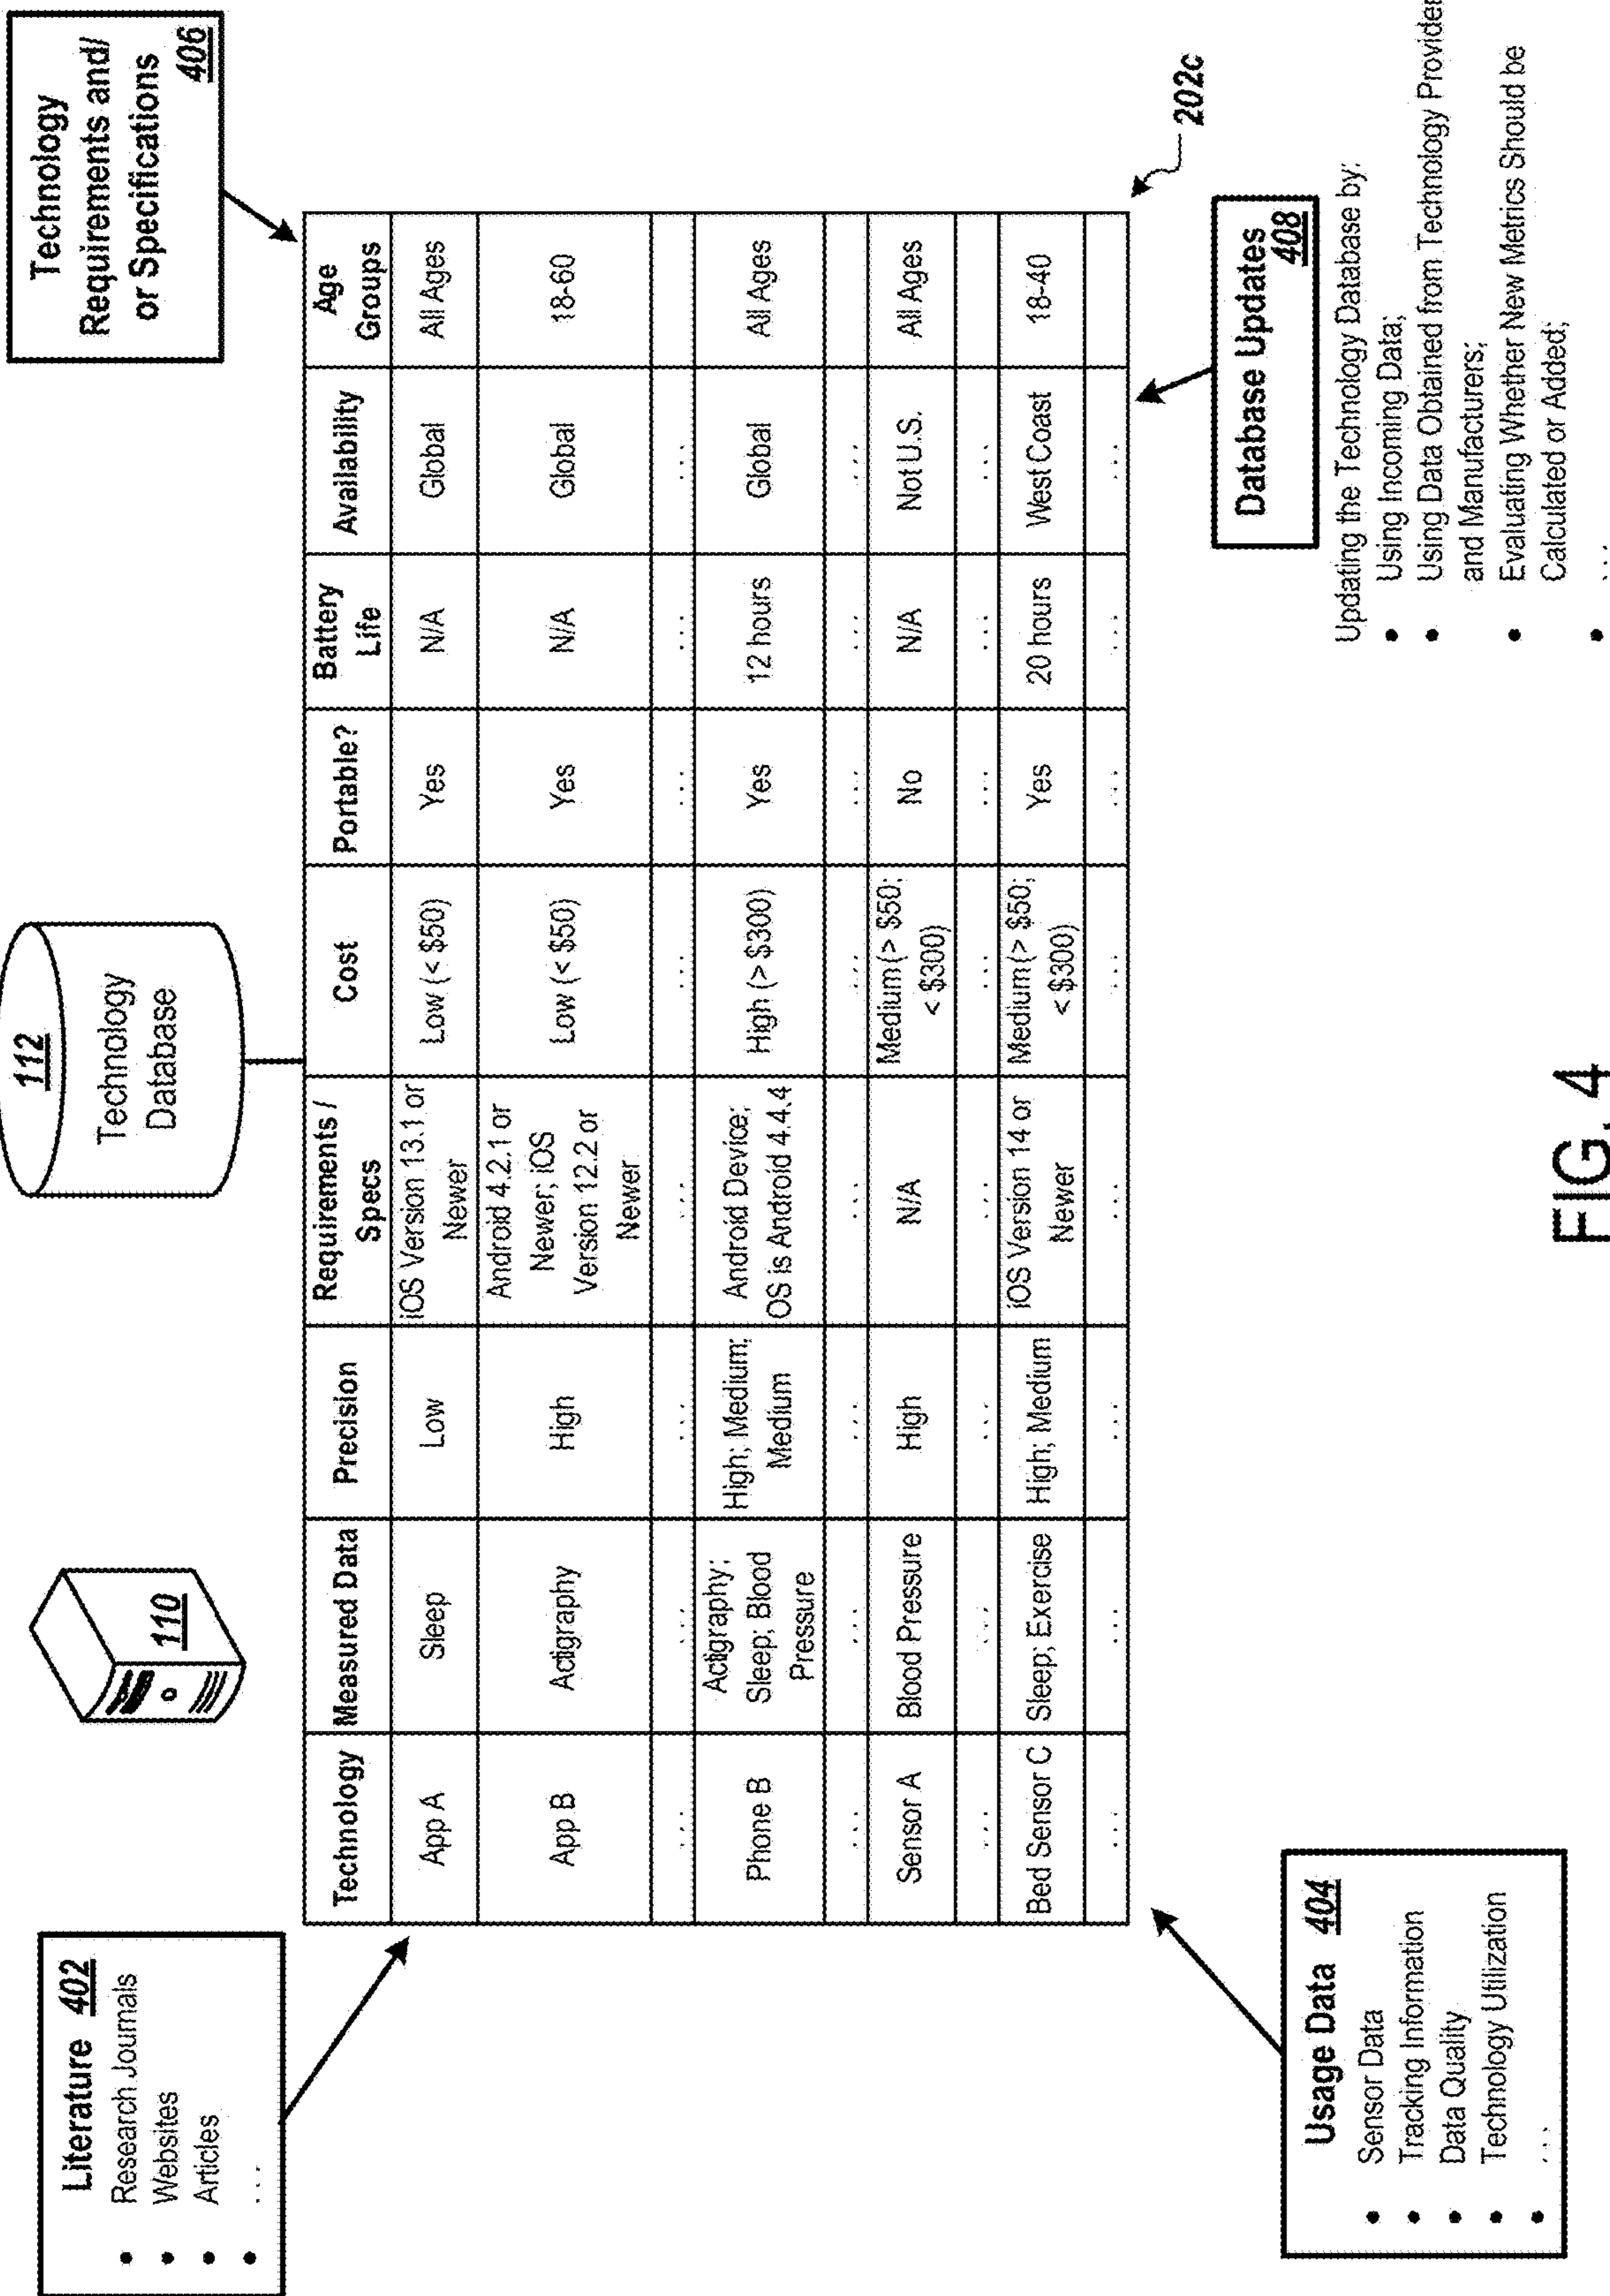 Literature 402
• Research Journals
• Websites
• Articles
• ...
110
112
Technology
Database
Technology
Requirements and/
or Specifications
406
Technology | Measured Data | Precision | Requirements / Specs | Cost | Portable? | Battery Life | Availability | Age Groups
App A | Sleep | Low | iOS Version 13.1 or Newer | Low (< $50) | Yes | N/A | Global | All Ages
App B | Actigraphy | High | Android 4.2.1 or Newer; iOS Version 12.2 or Newer | Low (< $50) | Yes | N/A | Global | 18-60
... | ... | ... | ... | ... | ... | ... | ... |
Phone B | Actigraphy; Sleep; Blood Pressure | High; Medium; Medium | Android Device; OS is Android 4.4.4 | High (> $300) | Yes | 12 hours | Global | All Ages
... | ... | ... | ... | ... | ... | ... | ... |
Sensor A | Blood Pressure | High | N/A | Medium (> $50; < $300) | No | N/A | Not U.S. | All Ages
... | ... | ... | ... | ... | ... | ... | ... |
Bed Sensor C | Sleep; Exercise | High; Medium | iOS Version 14 or Newer | Medium (> $50; < $300) | Yes | 20 hours | West Coast | 18-40
... | ... | ... | ... | ... | ... | ... | ... |
202c
Usage Data 404
• Sensor Data
• Tracking Information
• Data Quality
• Technology Utilization
• ...
Database Updates
408
Updating the Technology Database by:
• Using Incoming Data;
• Using Data Obtained from Technology
and Manufacturers;
• Evaluating Whether New Metrics Should be
Calculated or Added;
• ...
FIG. 4